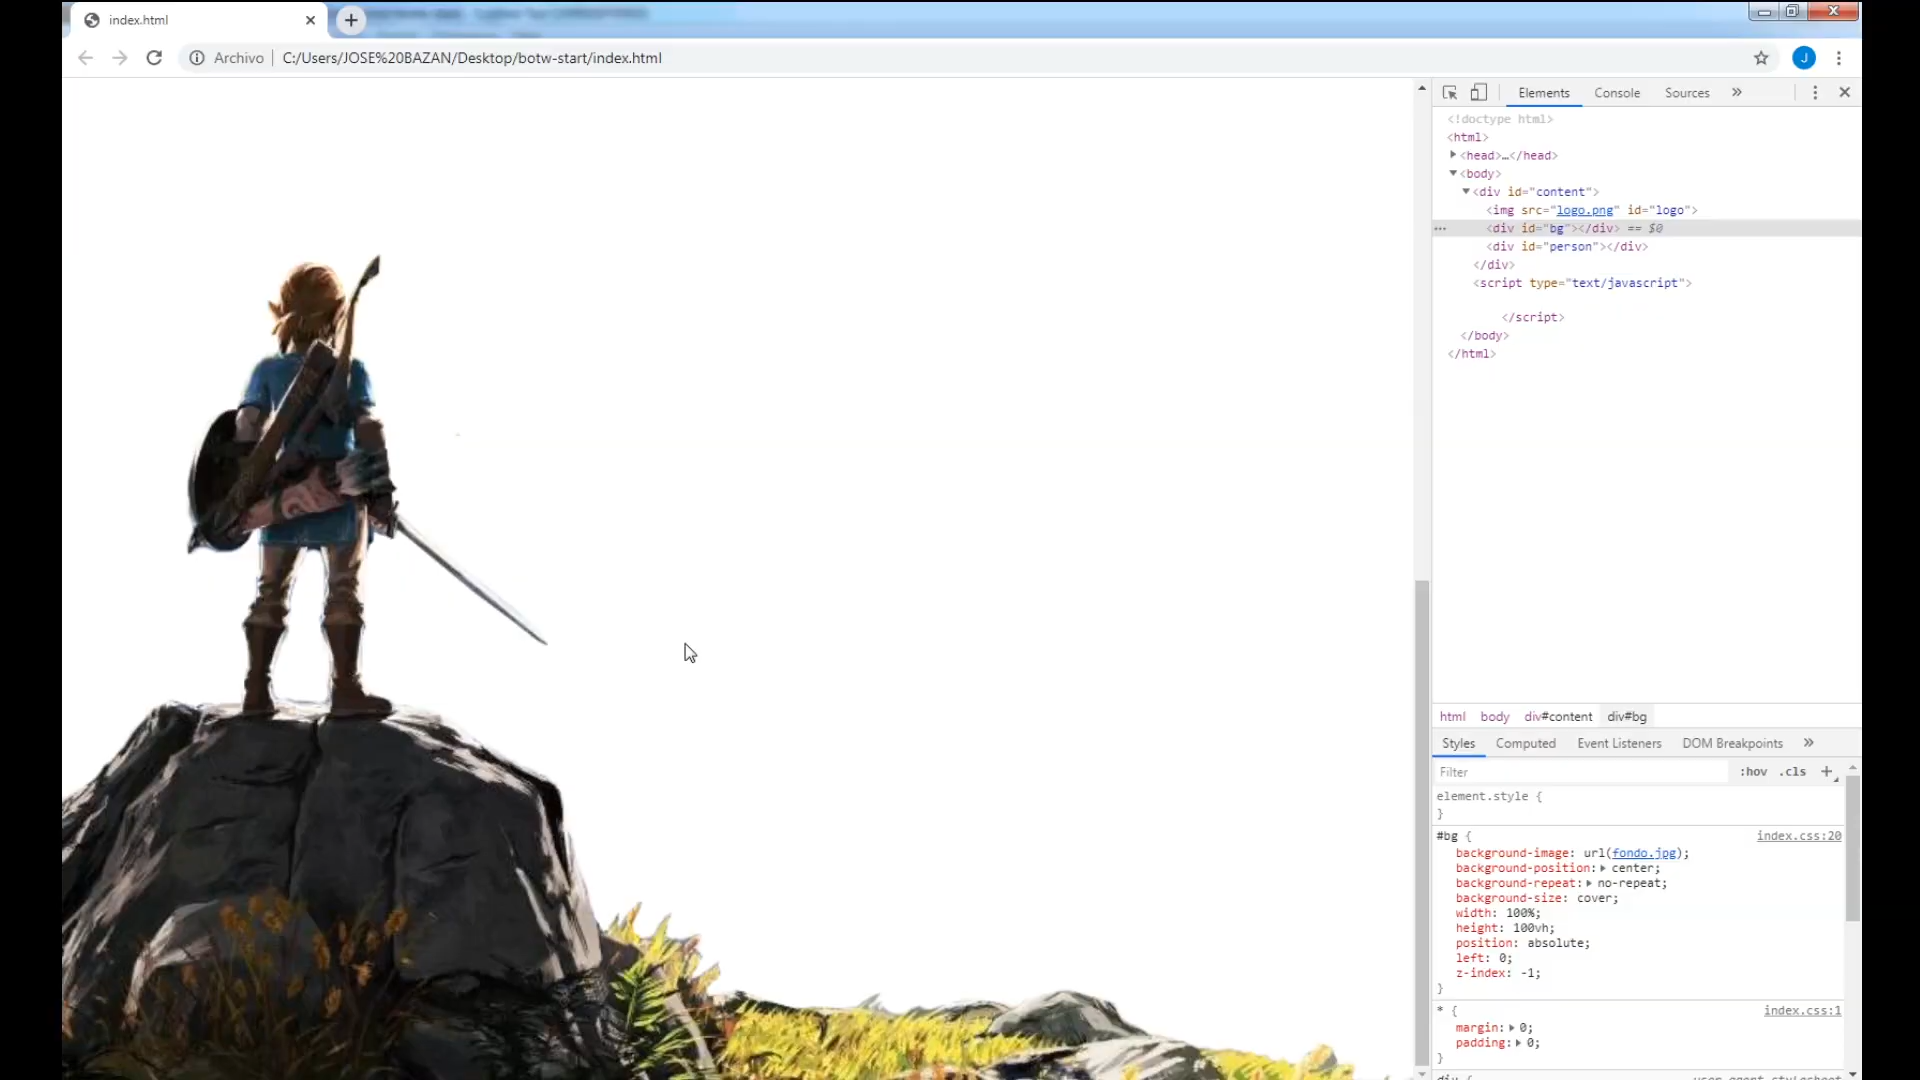 index.html
Archivo | C:/Users/JOSE%20BAZAN/Desktop/botw-start/index.html
J
Elements Console Sources »
<!doctype html>
<html>
<head>…</head>
<body>
<div id="content">
<img src="logo.png" id="logo">
… <div id="bg"></div> == $0
<div id="person"></div>
</div>
<script type="text/javascript">
</script>
</body>
</html>
html body div#content div#bg
Styles Computed Event Listeners DOM Breakpoints »
Filter :hov .cls +
element.style {
}
#bg { index.css:20
background-image: url(fondo.jpg);
background-position: center;
background-repeat: no-repeat;
background-size: cover;
width: 100%;
height: 100vh;
position: absolute;
left: 0;
z-index: -1;
}
* { index.css:1
margin: 0;
padding: 0;
}
div { user agent stylesheet